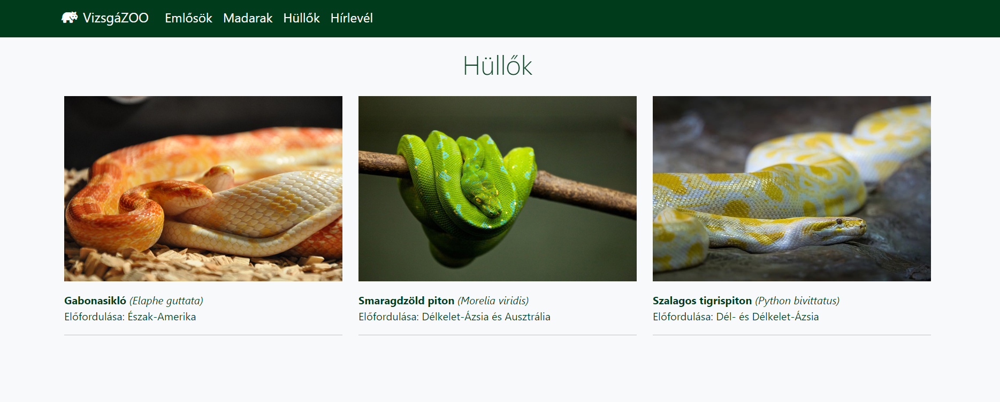 VizsgáZOO Emlősök Madarak Hüllők Hírlevél
Hüllők
Gabonasikló (Elaphe guttata)
Előfordulása: Észak-Amerika
Smaragdzöld piton (Morelia viridis)
Előfordulása: Délkelet-Ázsia és Ausztrália
Szalagos tigrispiton (Python bivittatus)
Előfordulása: Dél- és Délkelet-Ázsia